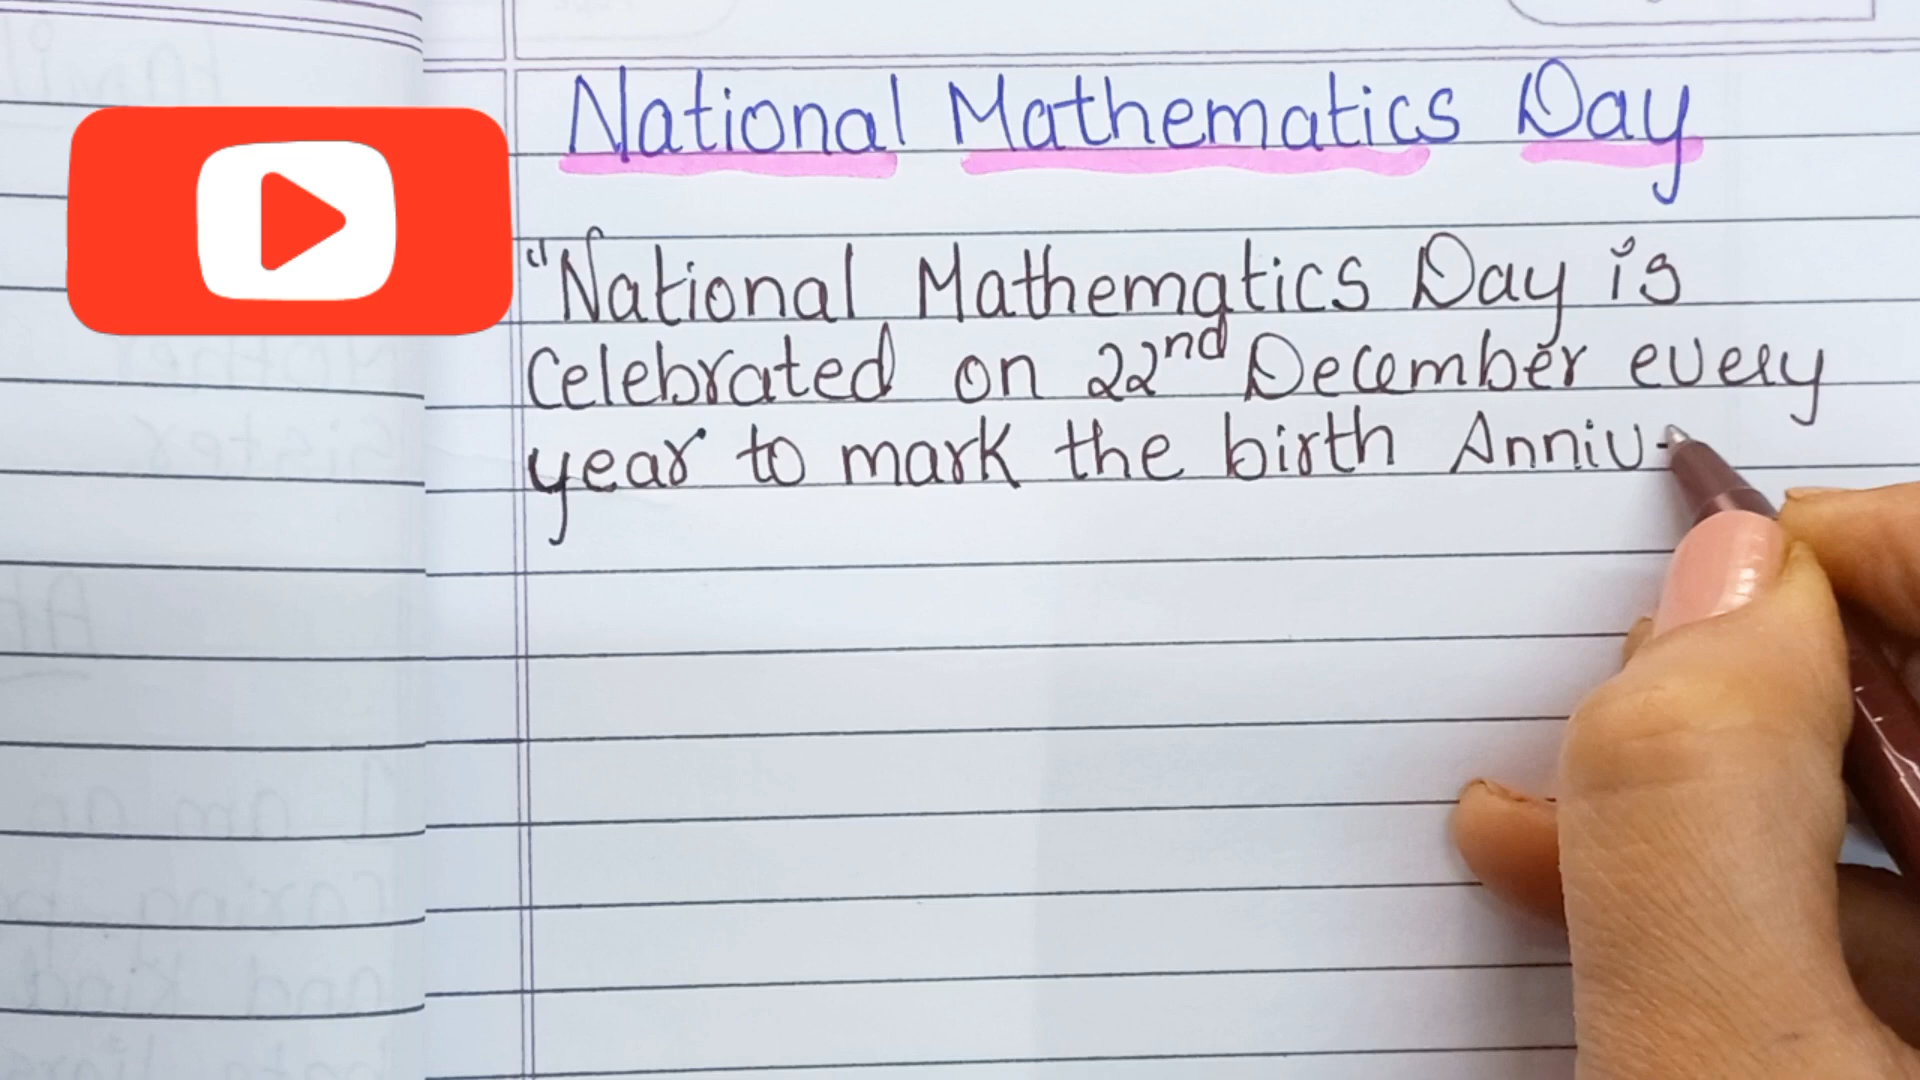 National Mathematics Day
"National Mathematics Day is
celebrated on 22nd December every
year to mark the birth Anniv-